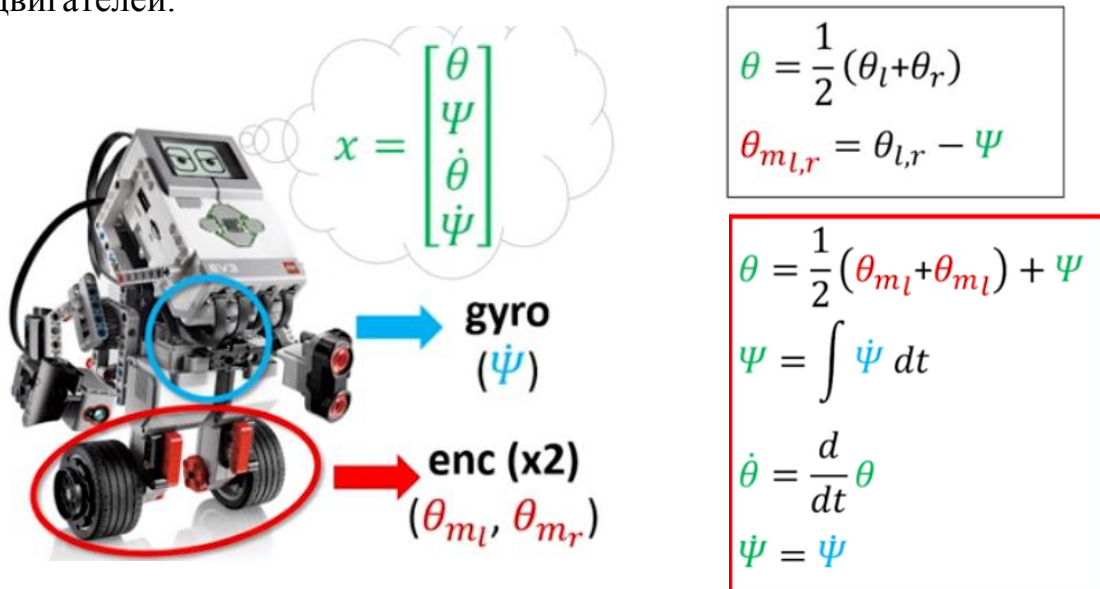 двигателей.
x = [θ Ψ θ̇ ψ̇]
EV3
gyro
(Ψ̇)
enc (x2)
(θ_{m_l}, θ_{m_r})
θ = 1/2 (θ_l+θ_r)
θ_{m_{l,r}} = θ_{l,r} − Ψ
θ = 1/2 (θ_{m_l}+θ_{m_l}) + Ψ
Ψ = ∫ ψ̇ dt
θ̇ = d/dt θ
ψ̇ = ψ̇